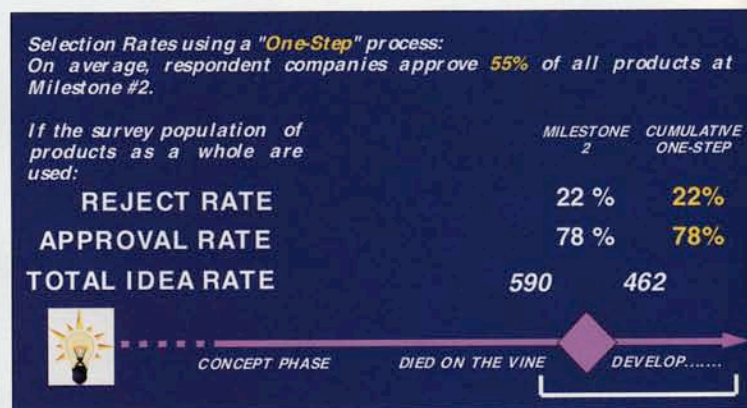 Selection Rates using a "One-Step" process:
On average, respondent companies approve 55% of all products at
Milestone #2.
If the survey population of
products as a whole are
used:
MILESTONE CUMULATIVE
2 ONE-STEP
REJECT RATE 22 % 22%
APPROVAL RATE 78 % 78%
TOTAL IDEA RATE 590 462
CONCEPT PHASE DIED ON THE VINE DEVELOP.......